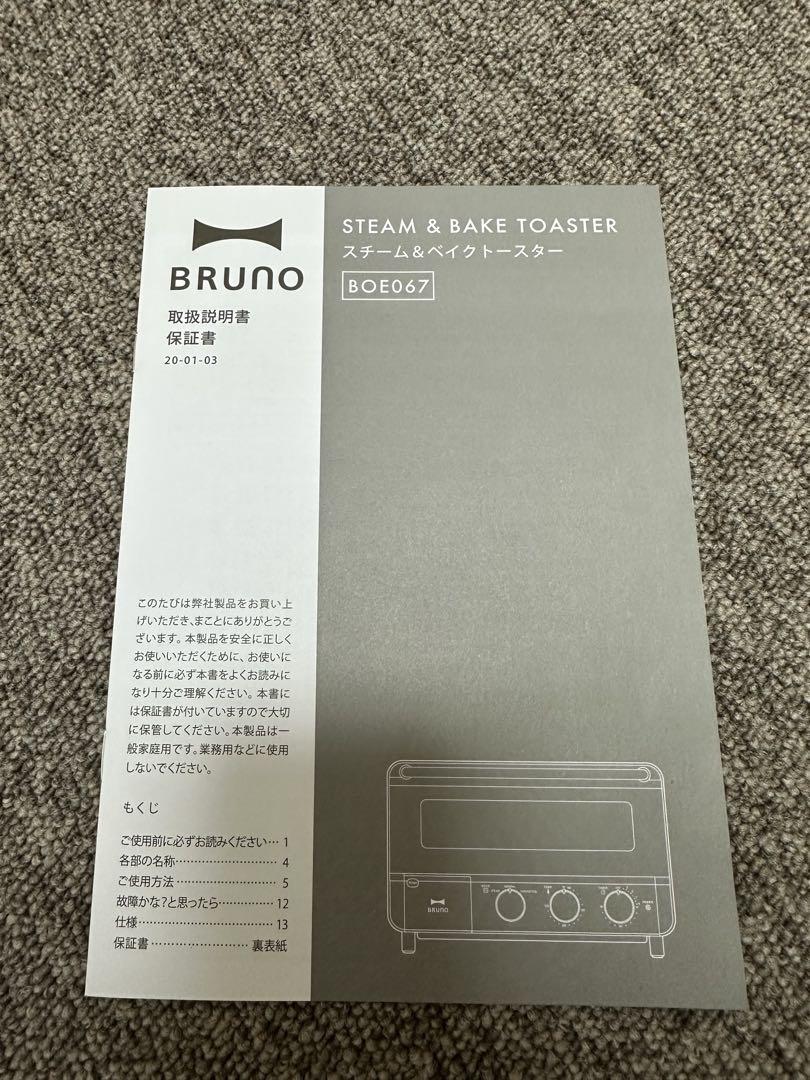 BRUNO
取扱説明書
保証書
20-01-03
STEAM & BAKE TOASTER
スチーム&ベイクトースター
BOE067
このたびは弊社製品をお買い上
げいただき、まことにありがとうご
ざいます。本製品を安全に正しく
お使いいただくために、お使いに
なる前に必ず本書をよくお読みに
なり十分ご理解ください。本書に
は保証書が付いていますので大切
に保管してください。本製品は一
般家庭用です。業務用などに使用
しないでください。
もくじ
ご使用前に必ずお読みください… 1
各部の名称………………………… 4
ご使用方法………………………… 5
故障かな?と思ったら…………… 12
仕様………………………………… 13
保証書…………………… 裏表紙
BRUNO